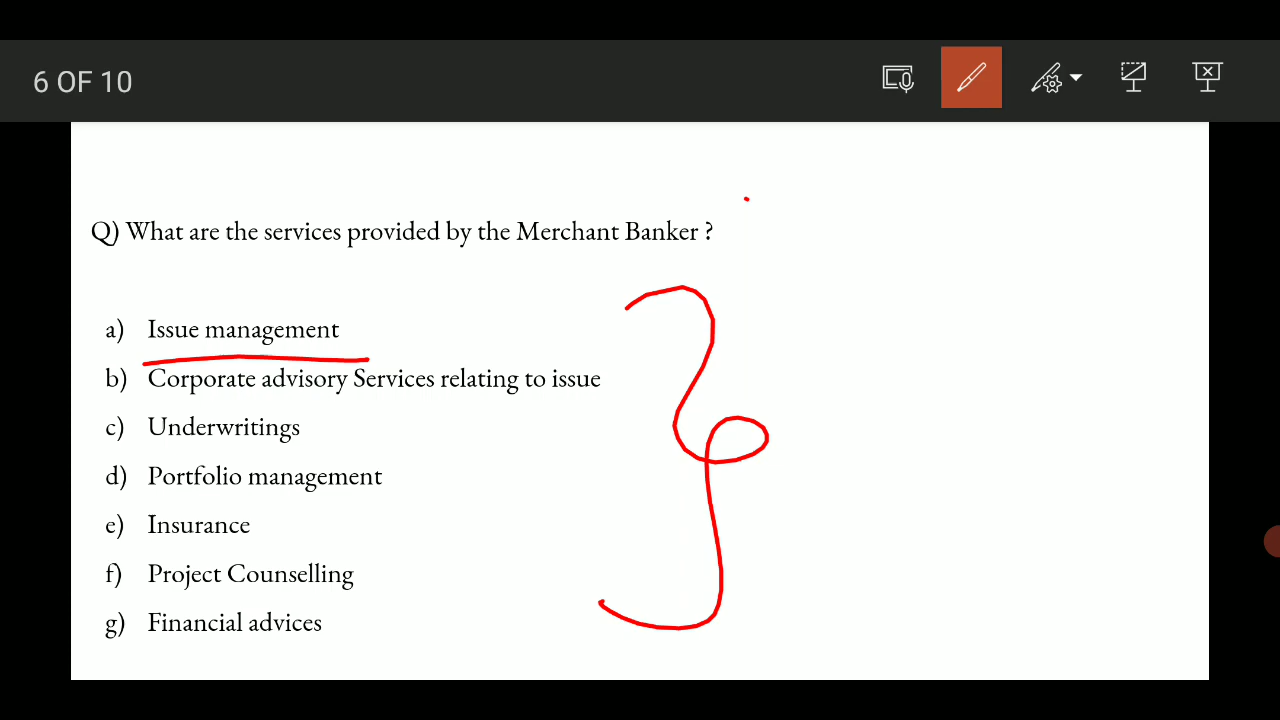 6 OF 10
Q) What are the services provided by the Merchant Banker ?
a) Issue management
b) Corporate advisory Services relating to issue
c) Underwritings
d) Portfolio management
e) Insurance
f) Project Counselling
g) Financial advices